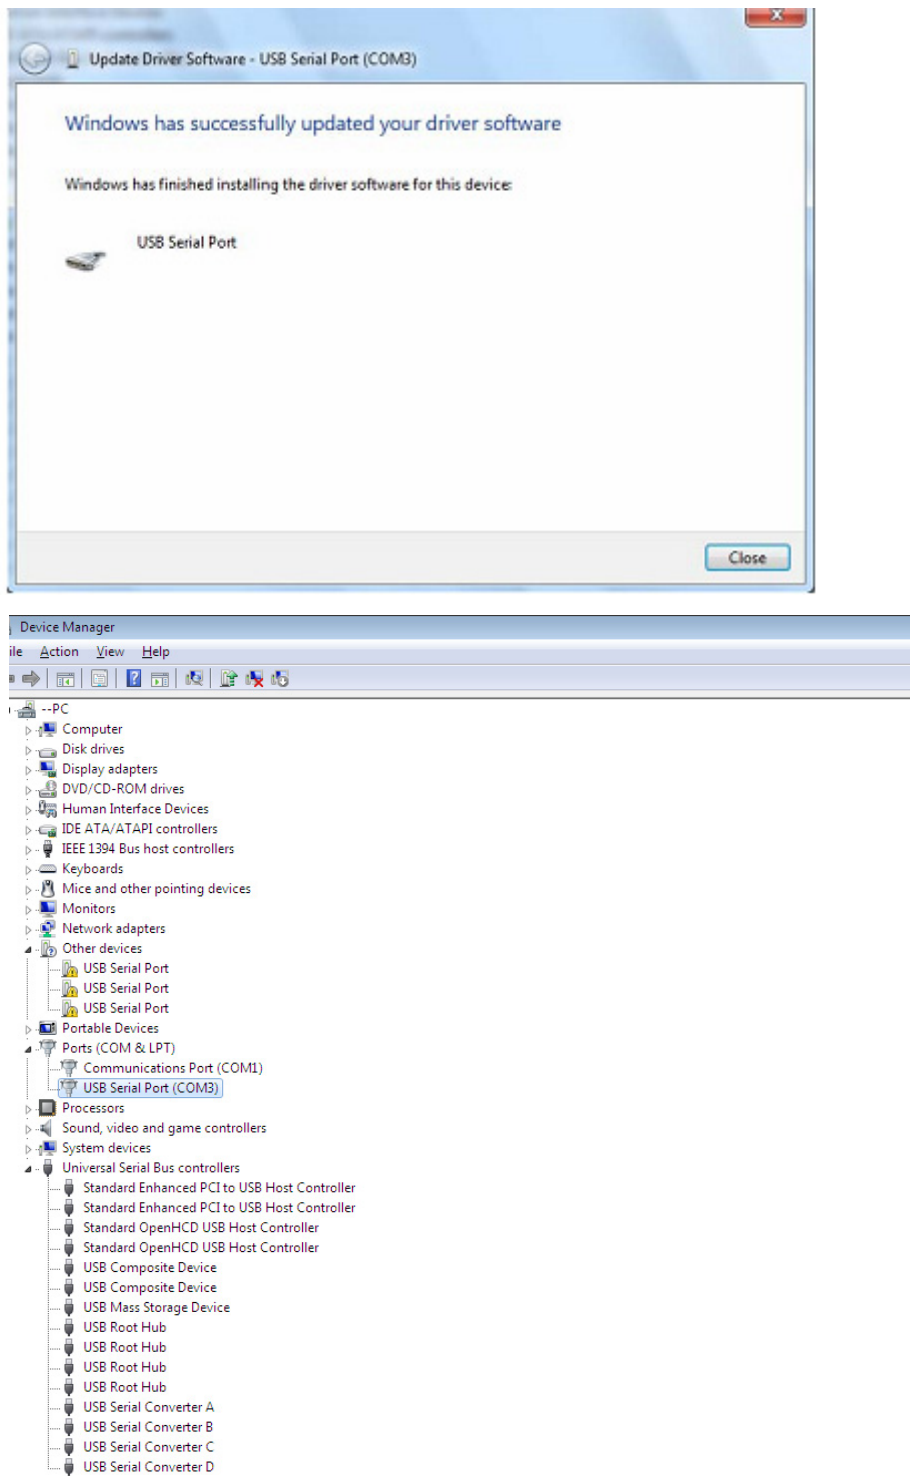 Update Driver Software - USB Serial Port (COM3)
Windows has successfully updated your driver software
Windows has finished installing the driver software for this device:
USB Serial Port
Close
Device Manager
ile Action View Help
--PC
Computer
Disk drives
Display adapters
DVD/CD-ROM drives
Human Interface Devices
IDE ATA/ATAPI controllers
IEEE 1394 Bus host controllers
Keyboards
Mice and other pointing devices
Monitors
Network adapters
Other devices
USB Serial Port
USB Serial Port
USB Serial Port
Portable Devices
Ports (COM & LPT)
Communications Port (COM1)
USB Serial Port (COM3)
Processors
Sound, video and game controllers
System devices
Universal Serial Bus controllers
Standard Enhanced PCI to USB Host Controller
Standard Enhanced PCI to USB Host Controller
Standard OpenHCD USB Host Controller
Standard OpenHCD USB Host Controller
USB Composite Device
USB Composite Device
USB Mass Storage Device
USB Root Hub
USB Root Hub
USB Root Hub
USB Root Hub
USB Serial Converter A
USB Serial Converter B
USB Serial Converter C
USB Serial Converter D